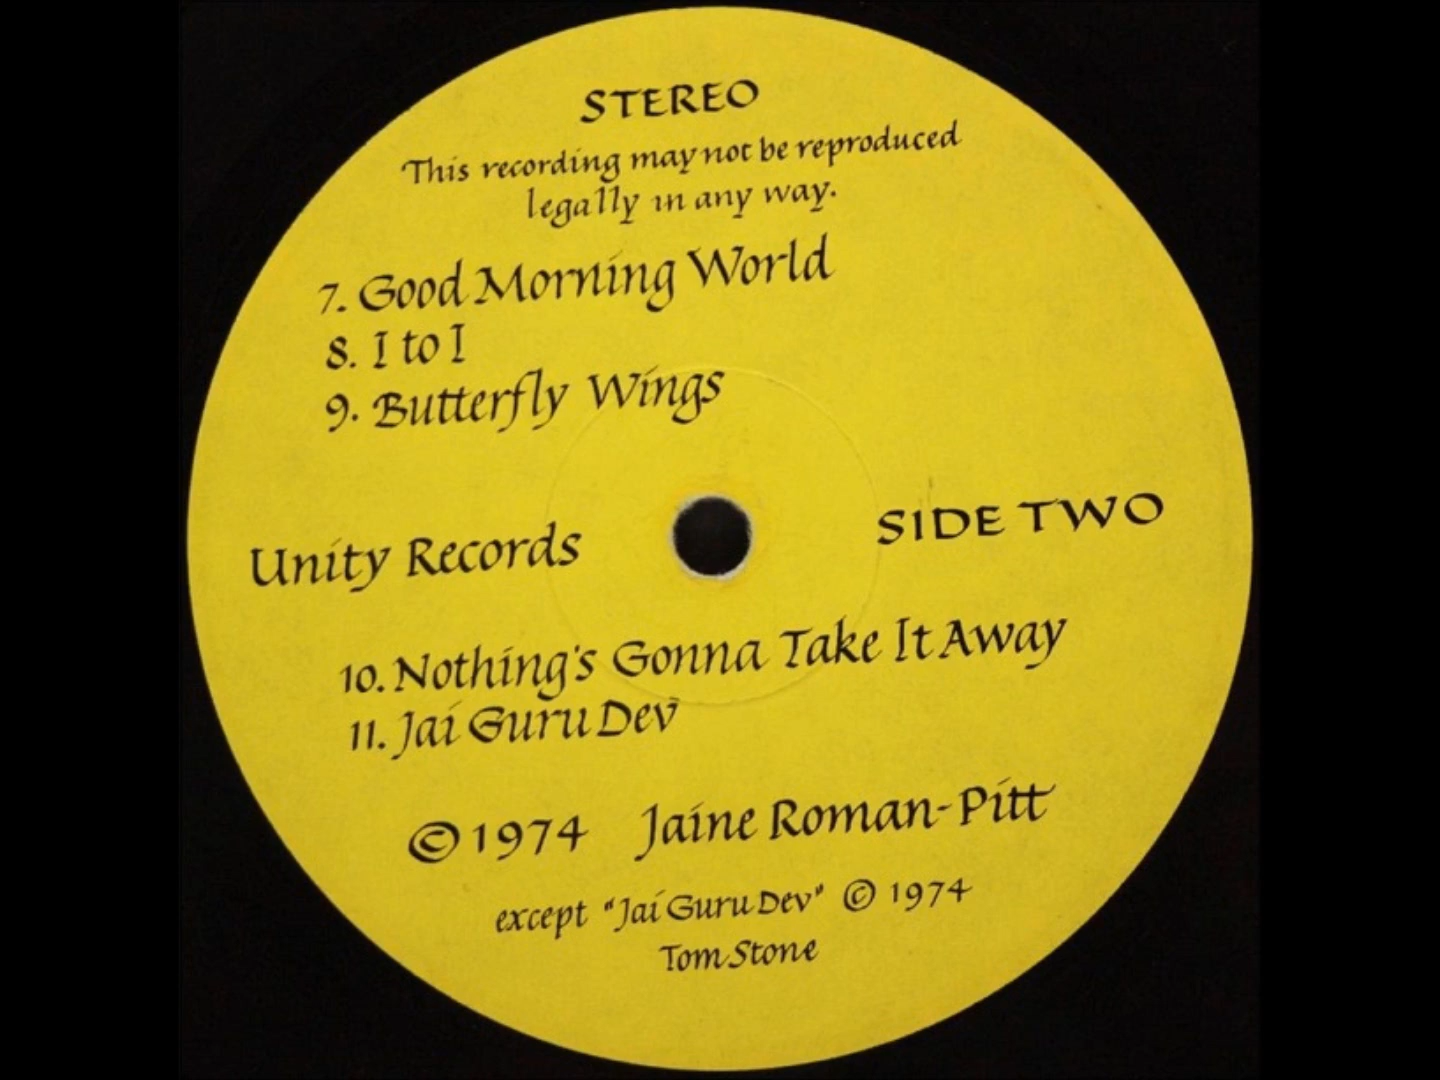 STEREO
This recording may not be reproduced
legally in any way.
7. Good Morning World
8. I to I
9. Butterfly Wings
Unity Records
SIDE TWO
10. Nothing's Gonna Take It Away
11. Jai Guru Dev
© 1974 Jaine Roman-Pitt
except "Jai Guru Dev" © 1974
Tom Stone